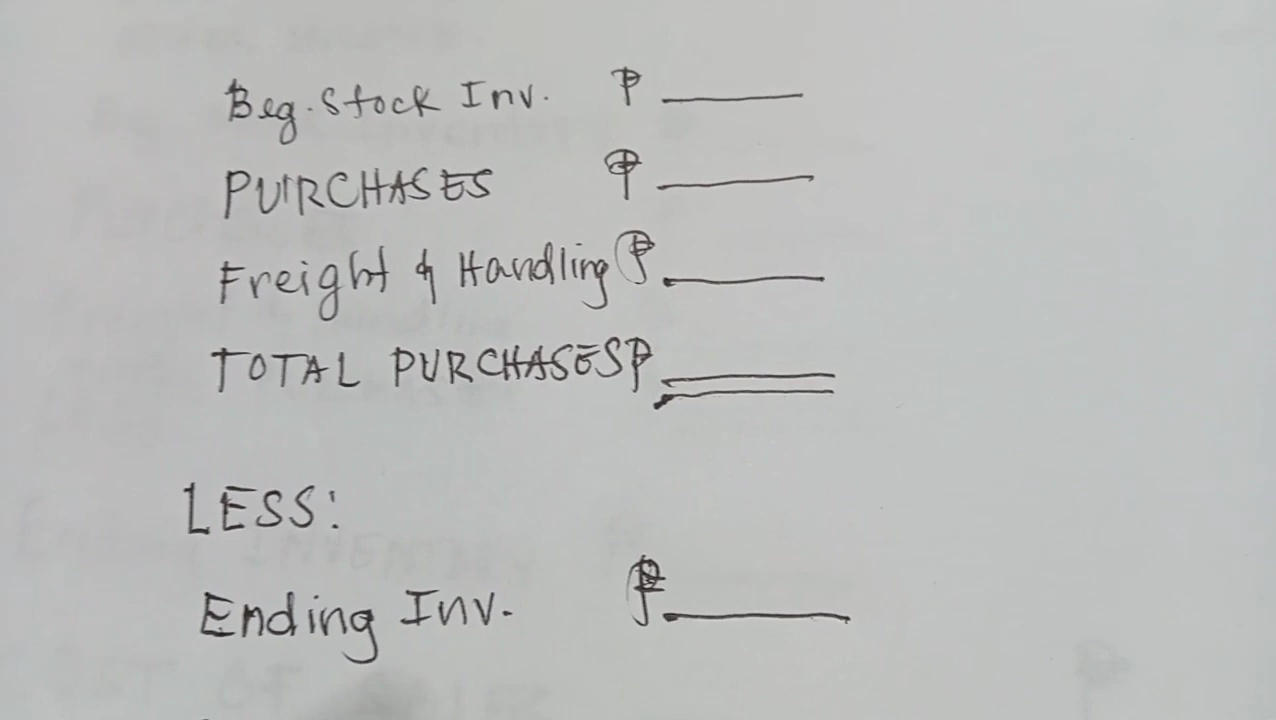 Beg. Stock Inv. ₱
PURCHASES ₱
Freight & Handling ₱
TOTAL PURCHASES ₱
LESS:
Ending Inv. ₱